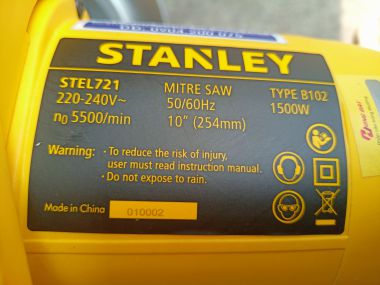 STANLEY
STEL721 MITRE SAW TYPE B102
220-240V~ 50/60Hz 1500W
n₀ 5500/min 10" (254mm)
Warning: • To reduce the risk of injury,
user must read instruction manual.
• Do not expose to rain.
Made in China 010002